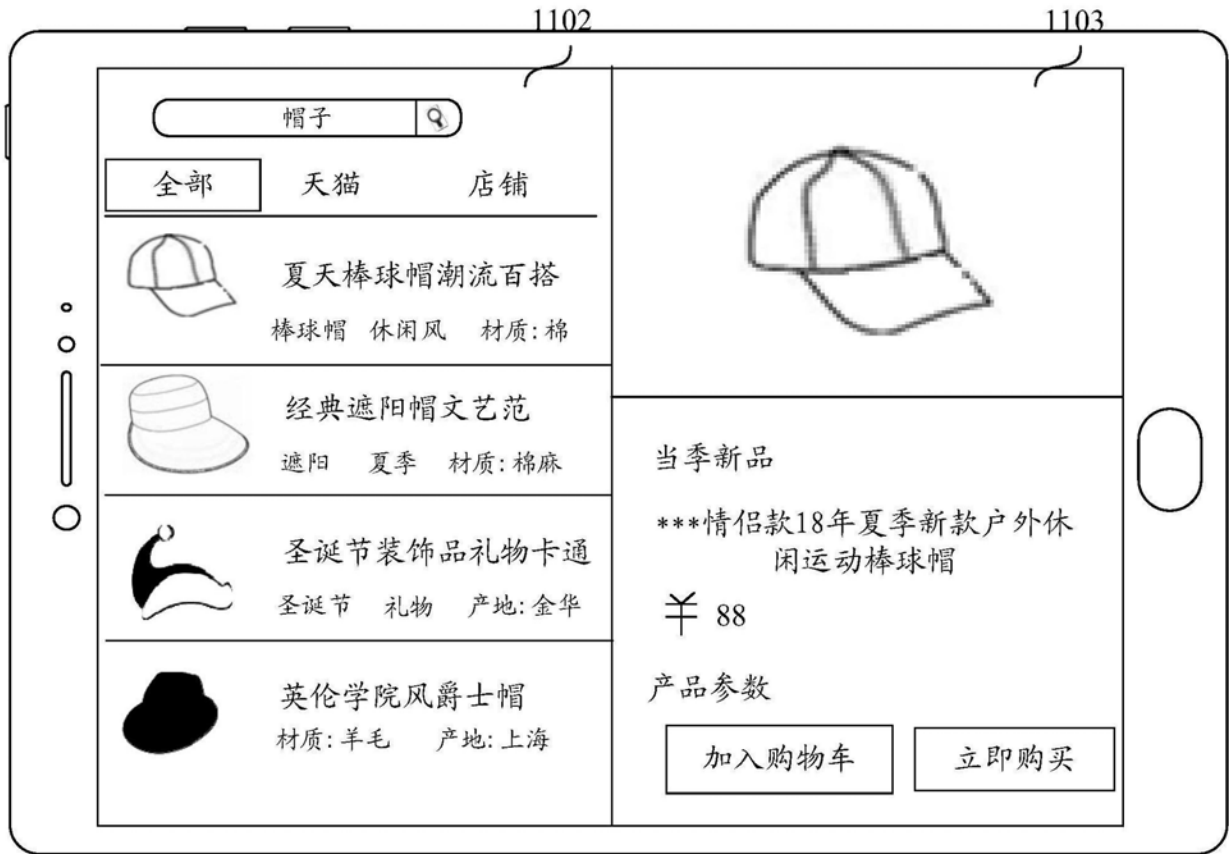 1102
1103
帽子
全部 天猫 店铺
夏天棒球帽潮流百搭
棒球帽 休闲风 材质:棉
经典遮阳帽文艺范
遮阳 夏季 材质:棉麻
圣诞节装饰品礼物卡通
圣诞节 礼物 产地:金华
英伦学院风爵士帽
材质:羊毛 产地:上海
当季新品
***情侣款18年夏季新款户外休
闲运动棒球帽
¥ 88
产品参数
加入购物车 立即购买